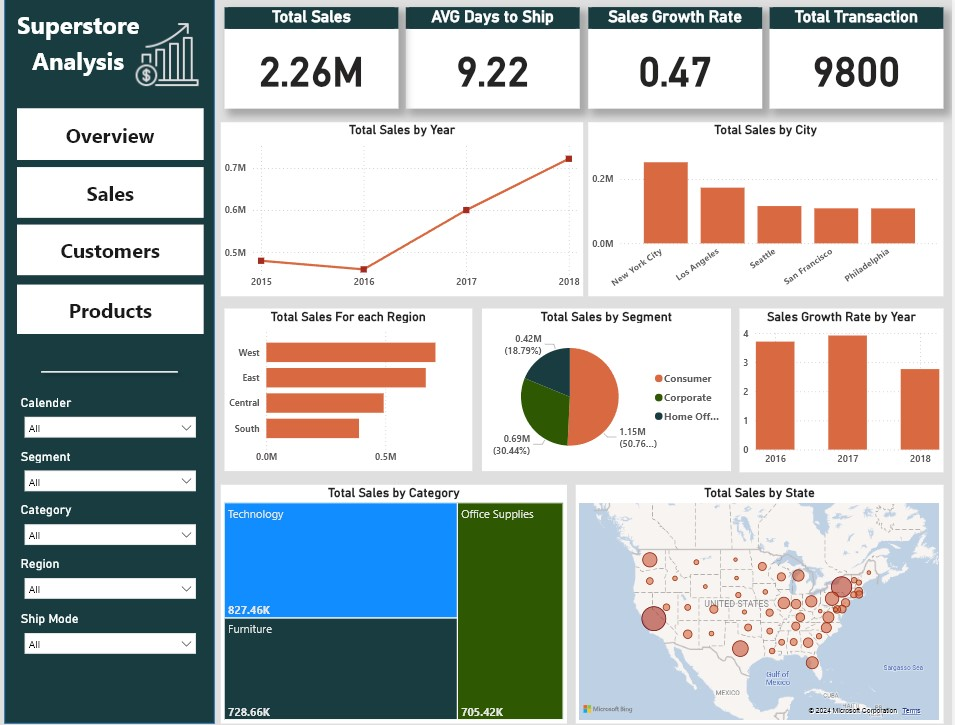 Superstore
Analysis
$
Overview
Sales
Customers
Products
Calender
All
Segment
All
Category
All
Region
All
Ship Mode
All
Total Sales
2.26M
AVG Days to Ship
9.22
Sales Growth Rate
0.47
Total Transaction
9800
Total Sales by Year
0.7M
0.6M
0.5M
2015 2016 2017 2018
Total Sales by City
0.2M
0.0M
New York City
Los Angeles
Seattle
San Francisco
Philadelphia
Total Sales For each Region
West
East
Central
South
0.0M 0.5M
Total Sales by Segment
0.42M
(18.79%)
0.69M
(30.44%)
1.15M
(50.76...)
Consumer
Corporate
Home Off...
Sales Growth Rate by Year
4
3
2
1
0
2016 2017 2018
Total Sales by Category
Technology
827.46K
Furniture
728.66K
Office Supplies
705.42K
Total Sales by State
UNITED STATES
Gulf of
Mexico
MEXICO
Sargasso Sea
CUBA
Microsoft Bing
© 2024 Microsoft Corporation Terms